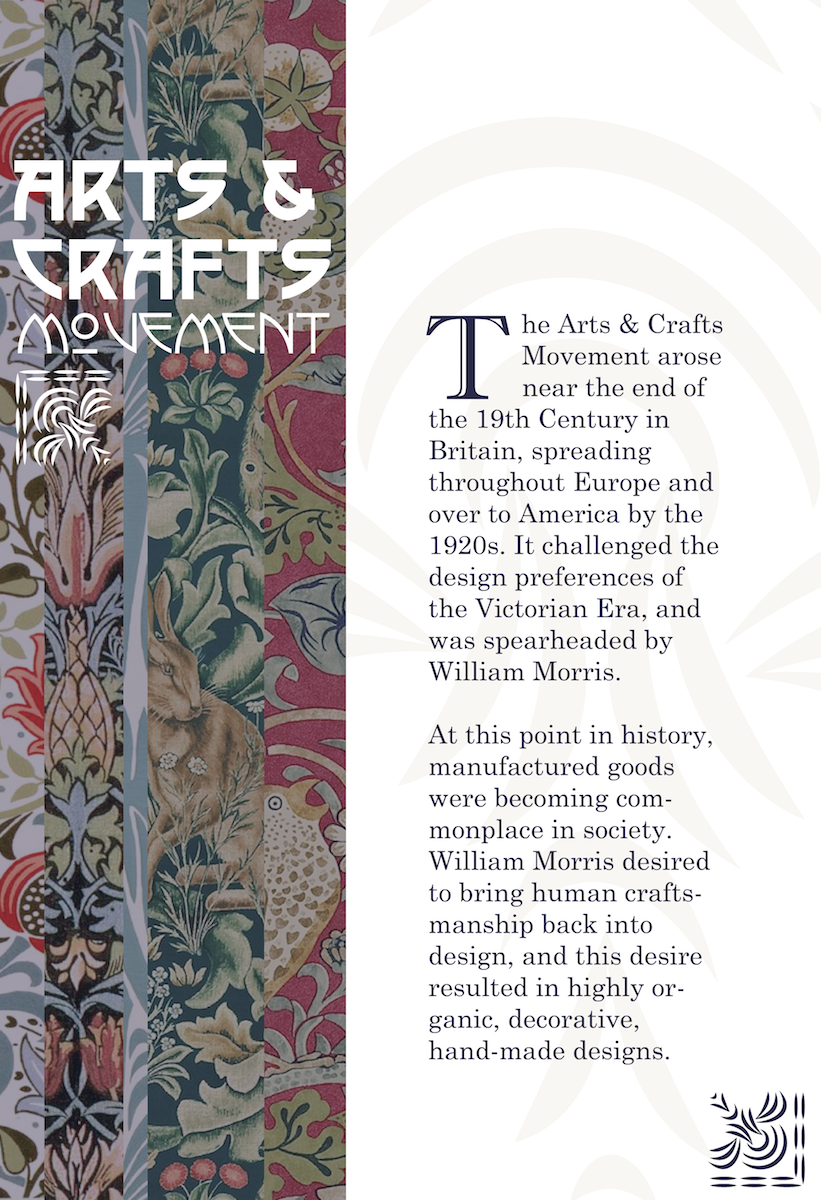 ARTS &
CRAFTS
MOVEMENT
The Arts & Crafts
Movement arose
near the end of
the 19th Century in
Britain, spreading
throughout Europe and
over to America by the
1920s. It challenged the
design preferences of
the Victorian Era, and
was spearheaded by
William Morris.
At this point in history,
manufactured goods
were becoming com-
monplace in society.
William Morris desired
to bring human crafts-
manship back into
design, and this desire
resulted in highly or-
ganic, decorative,
hand-made designs.